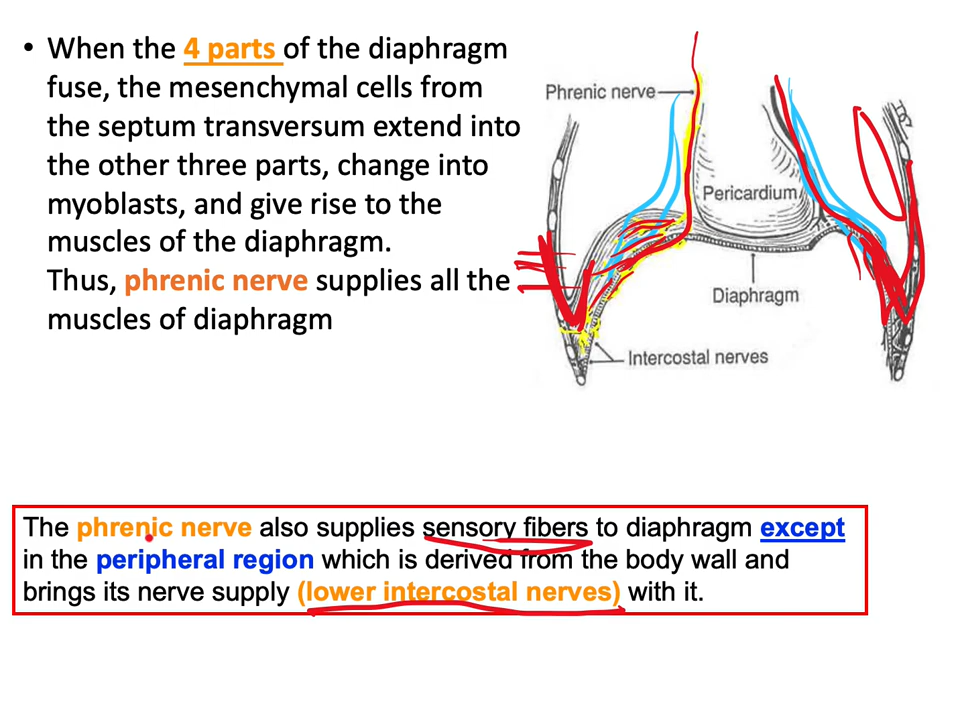 • When the 4 parts of the diaphragm
fuse, the mesenchymal cells from
the septum transversum extend into
the other three parts, change into
myoblasts, and give rise to the
muscles of the diaphragm.
Thus, phrenic nerve supplies all the
muscles of diaphragm
Phrenic nerve
Pericardium
Diaphragm
Intercostal nerves
The phrenic nerve also supplies sensory fibers to diaphragm except
in the peripheral region which is derived from the body wall and
brings its nerve supply (lower intercostal nerves) with it.